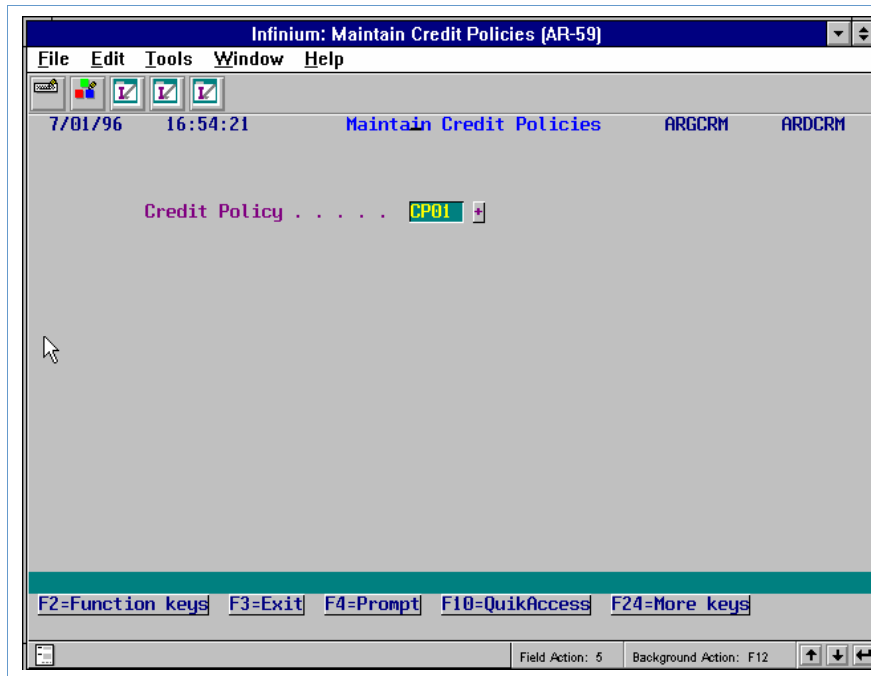 Infinium: Maintain Credit Policies (AR-59)
File Edit Tools Window Help
7/01/96 16:54:21 Maintain Credit Policies ARGCRM ARDCRM
Credit Policy . . . . . CP01 +
F2=Function keys F3=Exit F4=Prompt F10=QuikAccess F24=More keys
Field Action: 5 Background Action: F12